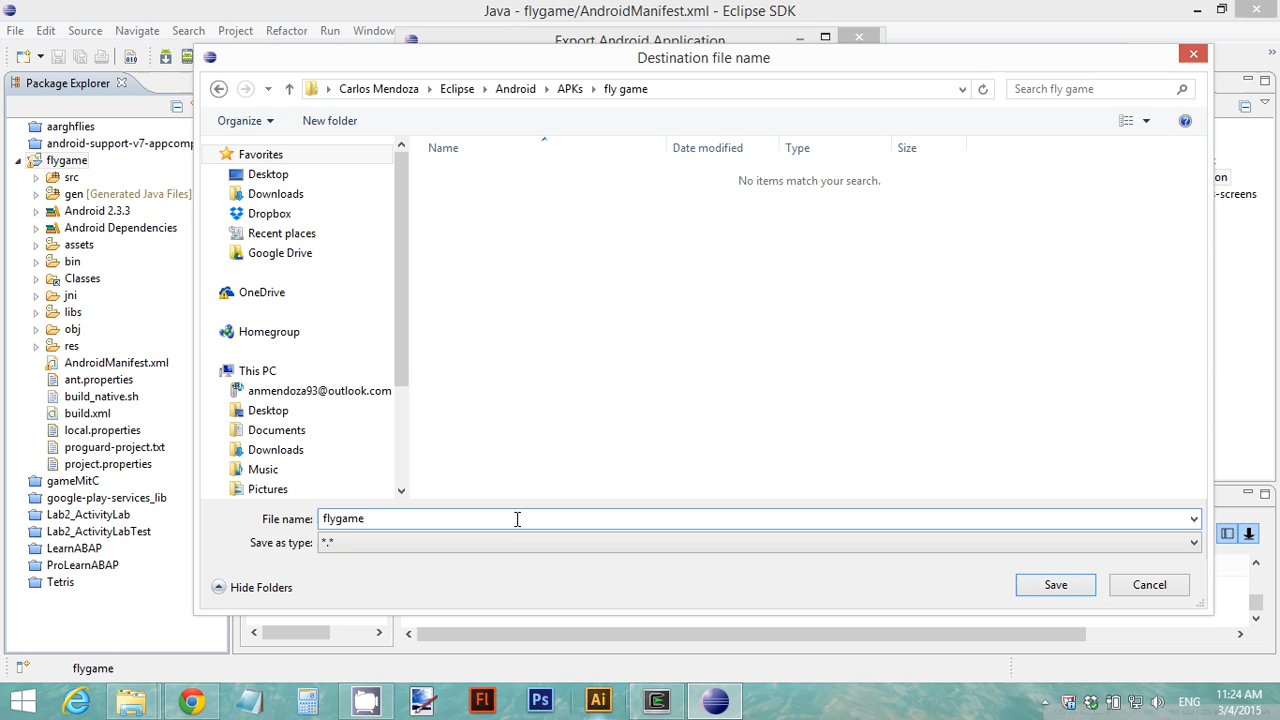 Java - flygame/AndroidManifest.xml - Eclipse SDK
File Edit Source Navigate Search Project Refactor Run Window
Export Android Application
Destination file name
Package Explorer
Carlos Mendoza Eclipse Android APKs fly game
Search fly game
Organize New folder
Name Date modified Type Size
No items match your search.
aarghflies
android-support-v7-appcomp
flygame
src
gen [Generated Java Files]
Android 2.3.3
Android Dependencies
assets
bin
Classes
jni
libs
obj
res
AndroidManifest.xml
ant.properties
build_native.sh
build.xml
local.properties
proguard-project.txt
project.properties
gameMitC
google-play-services_lib
Lab2_ActivityLab
Lab2_ActivityLabTest
LearnABAP
ProLearnABAP
Tetris
Favorites
Desktop
Downloads
Dropbox
Recent places
Google Drive
OneDrive
Homegroup
This PC
anmendoza93@outlook.com
Desktop
Documents
Downloads
Music
Pictures
on
-screens
File name: flygame
Save as type: *.*
Hide Folders
Save Cancel
flygame
Fl Ps Ai
ENG
11:24 AM
3/4/2015